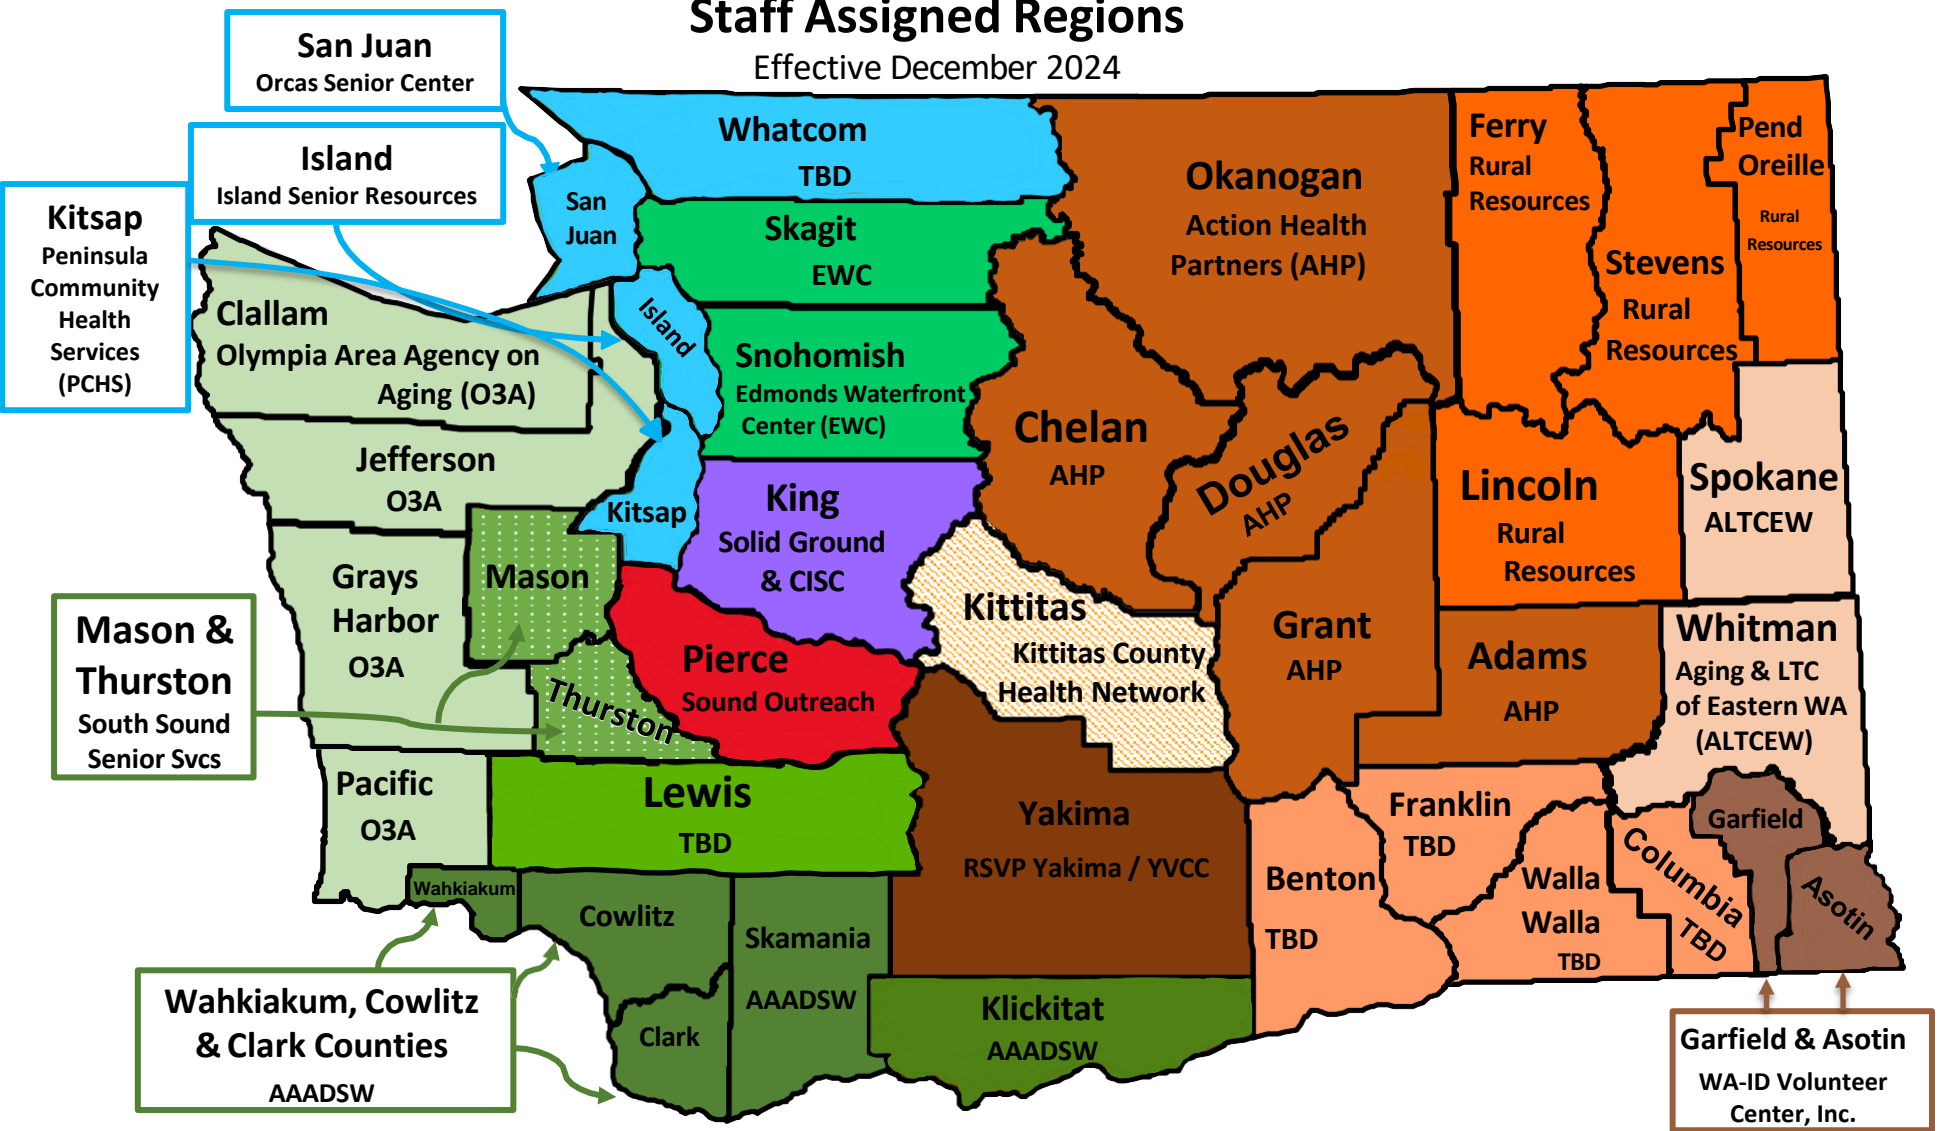 Staff Assigned Regions
Effective December 2024
San Juan
Orcas Senior Center
Island
Island Senior Resources
Kitsap
Peninsula
Community
Health
Services
(PCHS)
Whatcom
TBD
San
Juan
Skagit
EWC
Island
Snohomish
Edmonds Waterfront
Center (EWC)
Clallam
Olympia Area Agency on
Aging (O3A)
Jefferson
O3A
Kitsap
King
Solid Ground
& CISC
Grays
Harbor
O3A
Mason
Mason &
Thurston
South Sound
Senior Svcs
Thurston
Pierce
Sound Outreach
Pacific
O3A
Lewis
TBD
Wahkiakum
Cowlitz
Clark
Skamania
AAADSW
Wahkiakum, Cowlitz
& Clark Counties
AAADSW
Klickitat
AAADSW
Yakima
RSVP Yakima / YVCC
Kittitas
Kittitas County
Health Network
Chelan
AHP
Okanogan
Action Health
Partners (AHP)
Douglas
AHP
Grant
AHP
Adams
AHP
Ferry
Rural
Resources
Stevens
Rural
Resources
Pend
Oreille
Rural
Resources
Lincoln
Rural
Resources
Spokane
ALTCEW
Whitman
Aging & LTC
of Eastern WA
(ALTCEW)
Benton
TBD
Franklin
TBD
Walla
Walla
TBD
Columbia
TBD
Garfield
Asotin
Garfield & Asotin
WA-ID Volunteer
Center, Inc.